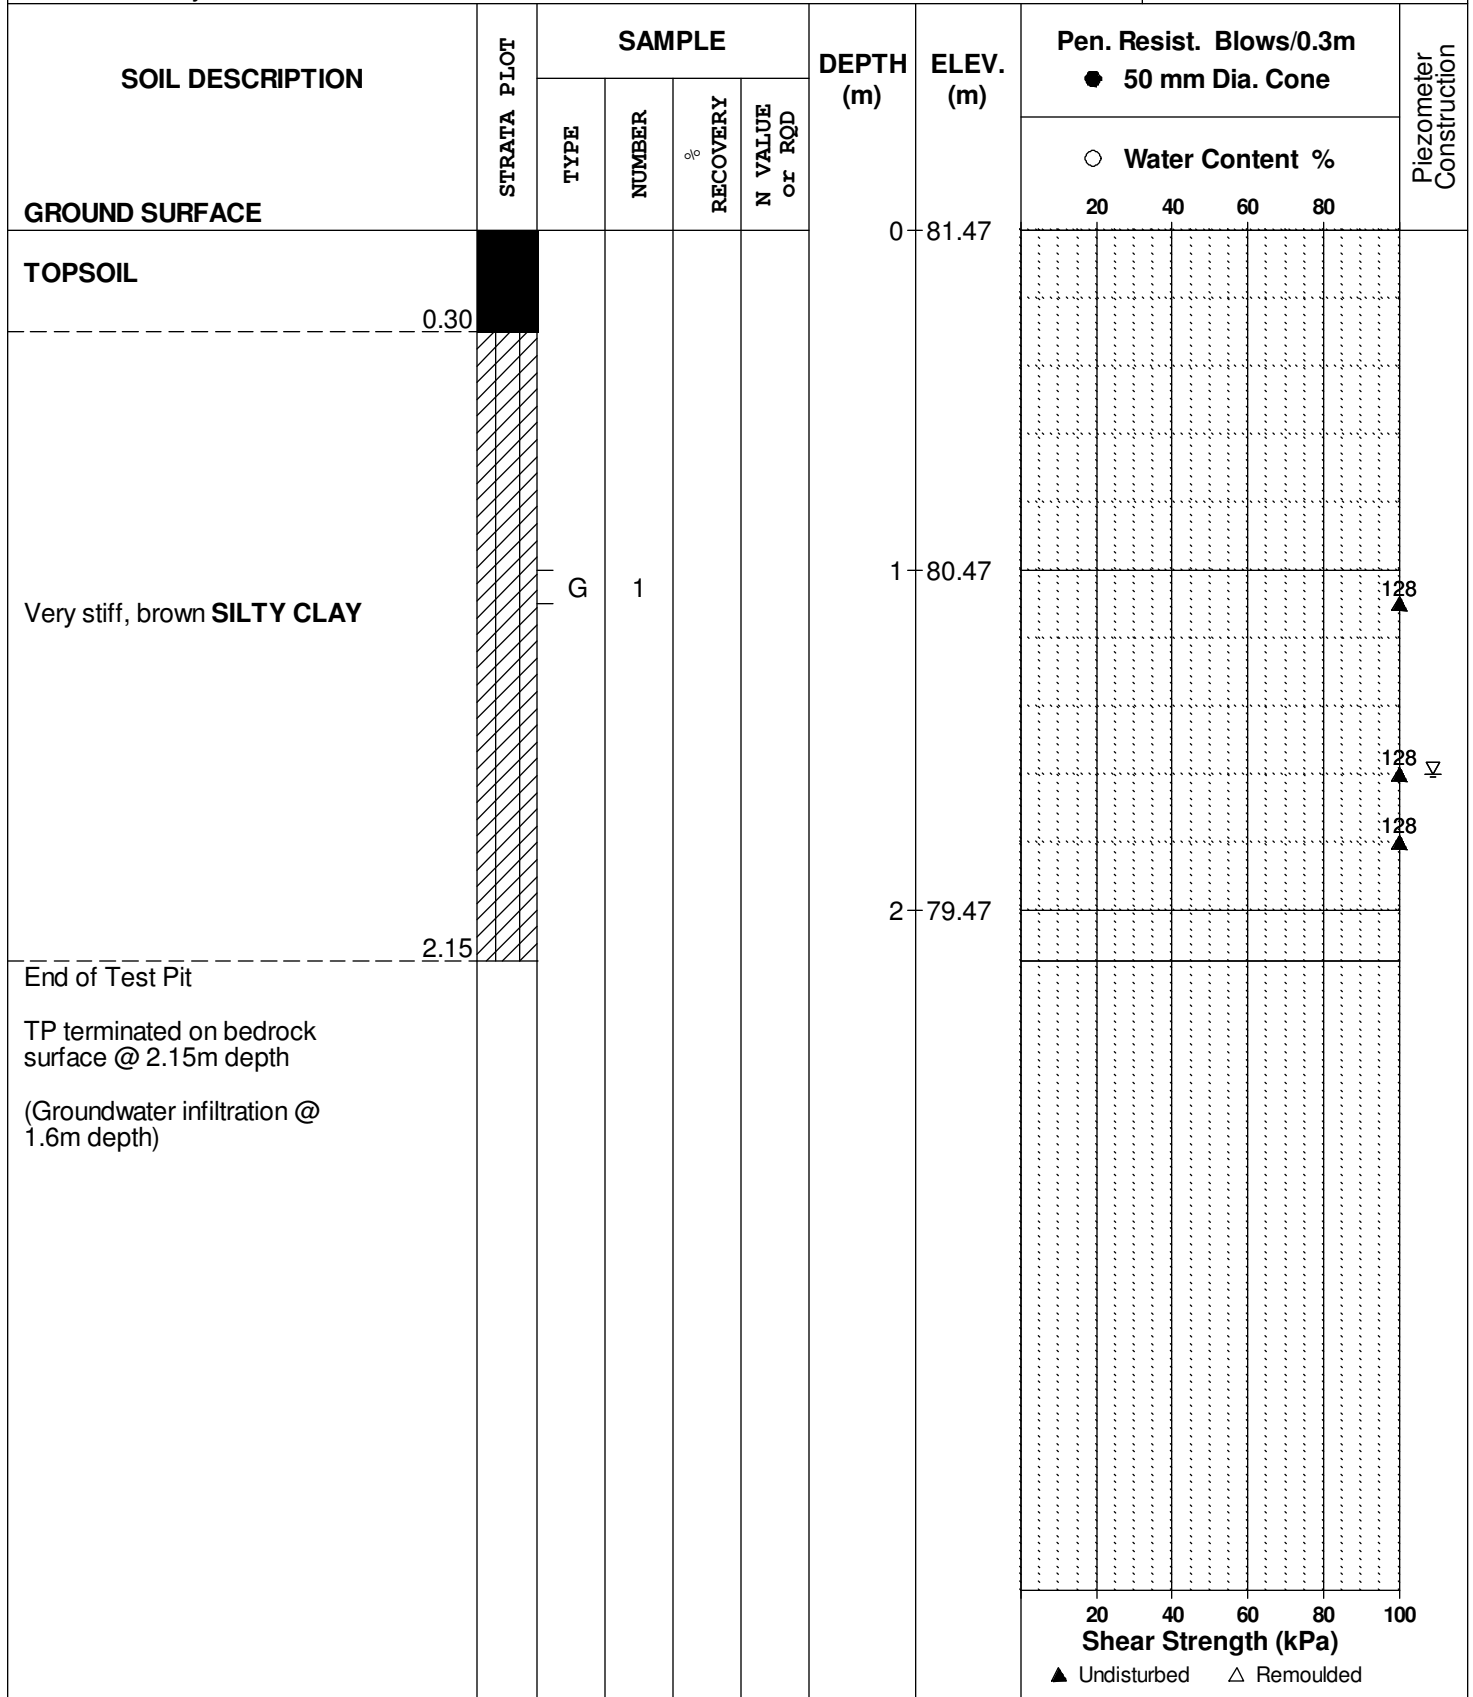 SOIL DESCRIPTION
GROUND SURFACE
STRATA PLOT
SAMPLE
TYPE
NUMBER
%
RECOVERY
N VALUE
or RQD
DEPTH
(m)
ELEV.
(m)
Pen. Resist. Blows/0.3m
● 50 mm Dia. Cone
○ Water Content %
20 40 60 80
Piezometer
Construction
0 81.47
TOPSOIL
0.30
1 80.47
G 1
128
Very stiff, brown SILTY CLAY
128
128
2 79.47
2.15
End of Test Pit
TP terminated on bedrock
surface @ 2.15m depth
(Groundwater infiltration @
1.6m depth)
20 40 60 80 100
Shear Strength (kPa)
▲ Undisturbed △ Remoulded